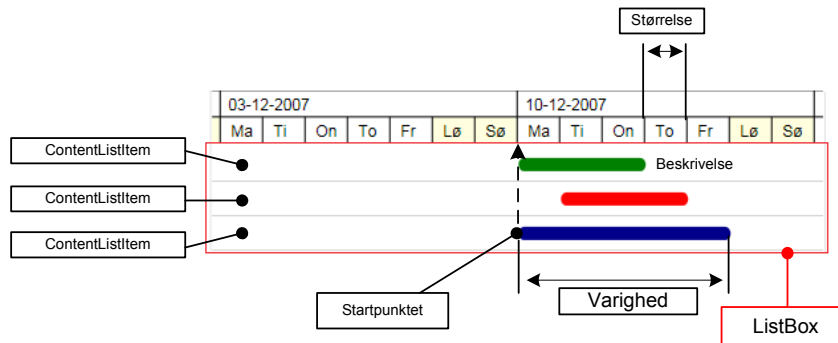 Størrelse
03-12-2007 10-12-2007
Ma Ti On To Fr Lø Sø Ma Ti On To Fr Lø Sø
ContentListItem
Beskrivelse
ContentListItem
ContentListItem
Startpunktet
Varighed
ListBox